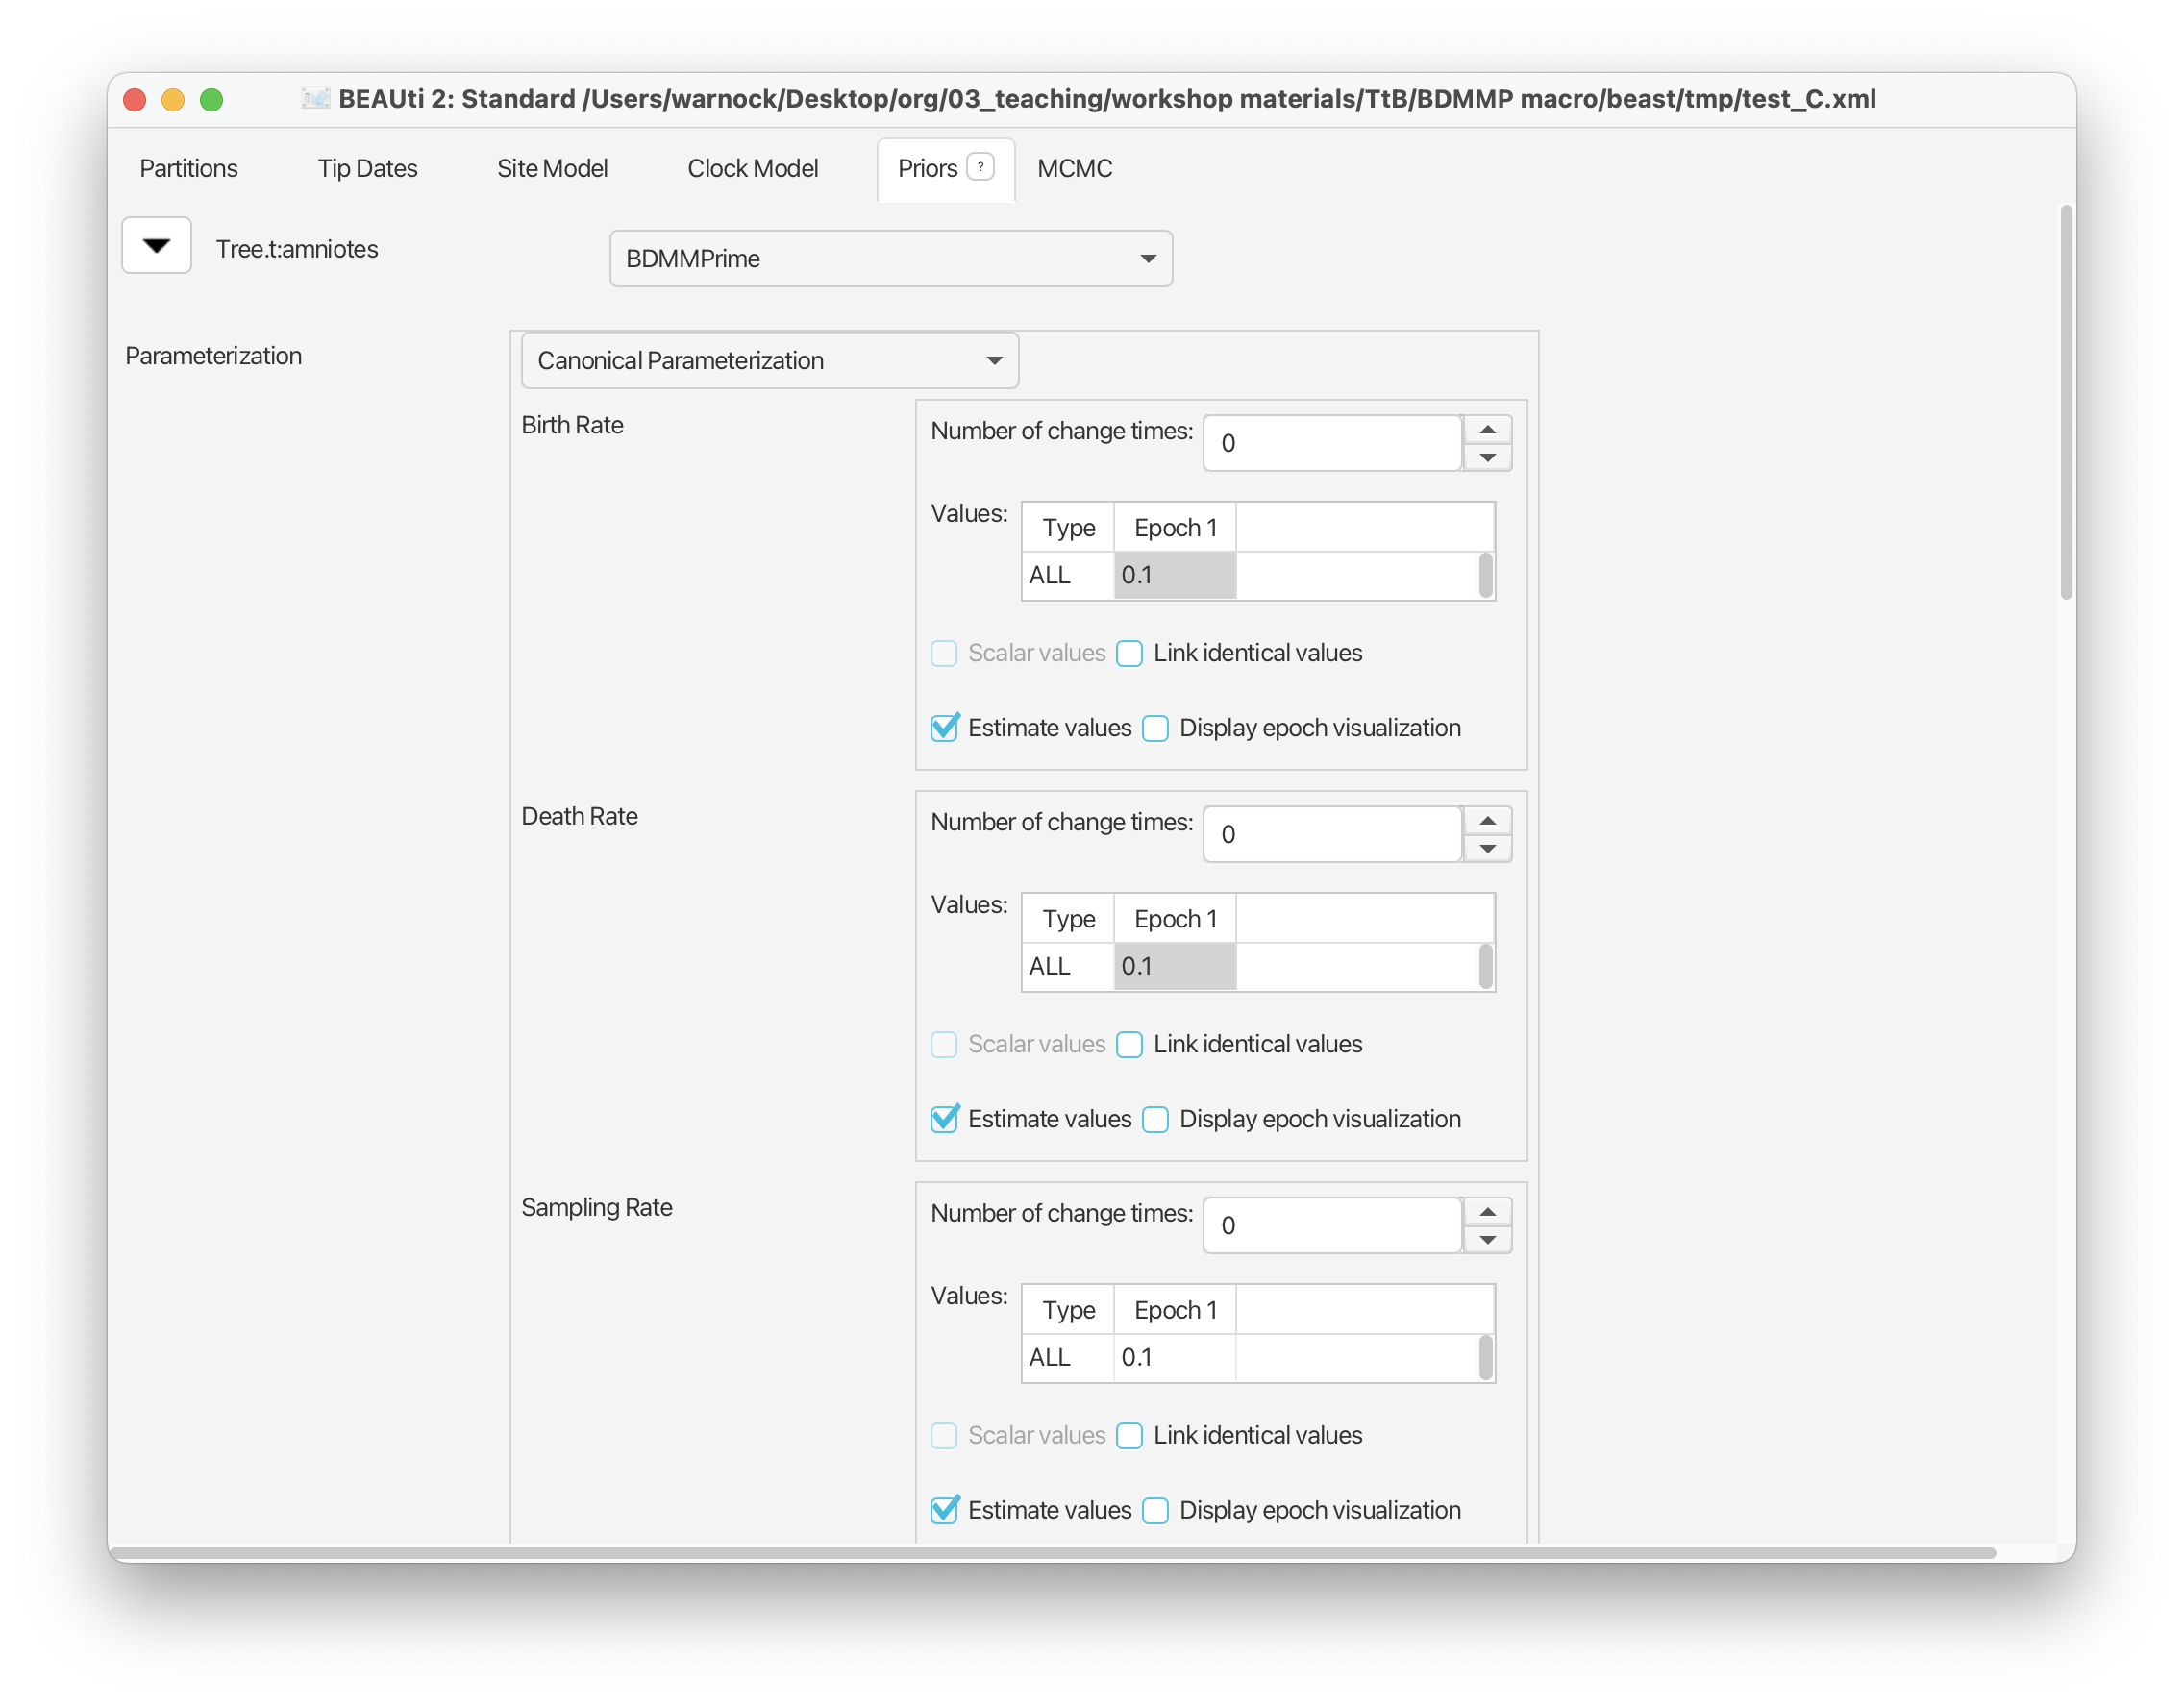 BEAUti 2: Standard /Users/warnock/Desktop/org/03_teaching/workshop materials/TtB/BDMMP macro/beast/tmp/test_C.xml
Partitions Tip Dates Site Model Clock Model Priors ? MCMC
Tree.t:amniotes BDMMPrime
Parameterization Canonical Parameterization
Birth Rate Number of change times: 0
Values: Type Epoch 1
ALL 0.1
Scalar values Link identical values
Estimate values Display epoch visualization
Death Rate Number of change times: 0
Values: Type Epoch 1
ALL 0.1
Scalar values Link identical values
Estimate values Display epoch visualization
Sampling Rate Number of change times: 0
Values: Type Epoch 1
ALL 0.1
Scalar values Link identical values
Estimate values Display epoch visualization